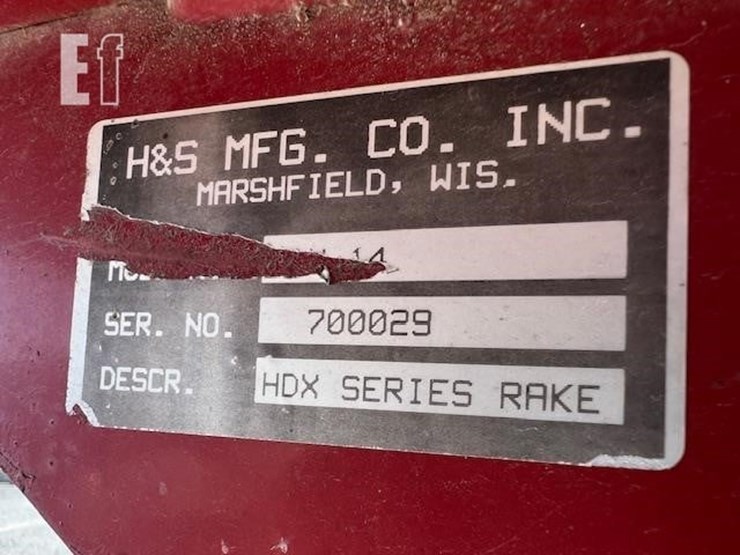 Ef
H&S MFG. CO. INC.
MARSHFIELD, WIS.
14
SER. NO. 700029
DESCR. HDX SERIES RAKE